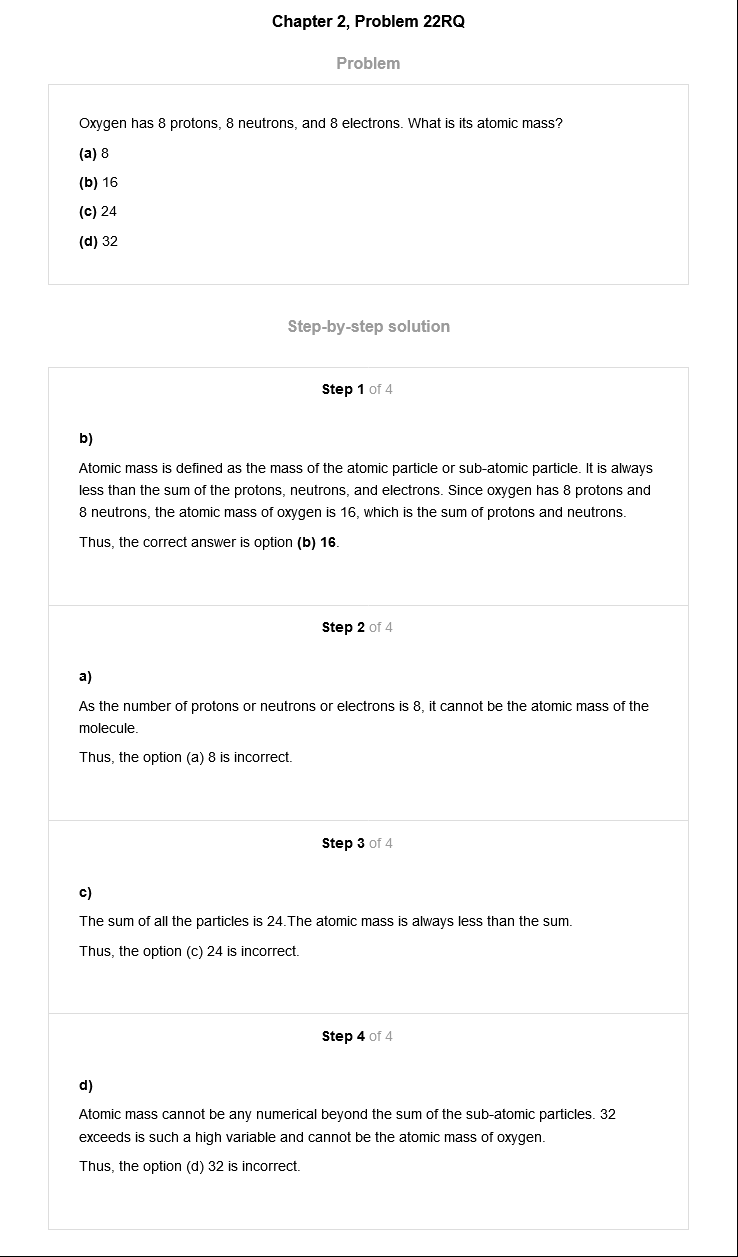 Chapter 2, Problem 22RQ
Problem
Oxygen has 8 protons, 8 neutrons, and 8 electrons. What is its atomic mass?
(a) 8
(b) 16
(c) 24
(d) 32
Step-by-step solution
Step 1 of 4
b)
Atomic mass is defined as the mass of the atomic particle or sub-atomic particle. It is always
less than the sum of the protons, neutrons, and electrons. Since oxygen has 8 protons and
8 neutrons, the atomic mass of oxygen is 16, which is the sum of protons and neutrons.
Thus, the correct answer is option (b) 16.
Step 2 of 4
a)
As the number of protons or neutrons or electrons is 8, it cannot be the atomic mass of the
molecule.
Thus, the option (a) 8 is incorrect.
Step 3 of 4
c)
The sum of all the particles is 24.The atomic mass is always less than the sum.
Thus, the option (c) 24 is incorrect.
Step 4 of 4
d)
Atomic mass cannot be any numerical beyond the sum of the sub-atomic particles. 32
exceeds is such a high variable and cannot be the atomic mass of oxygen.
Thus, the option (d) 32 is incorrect.